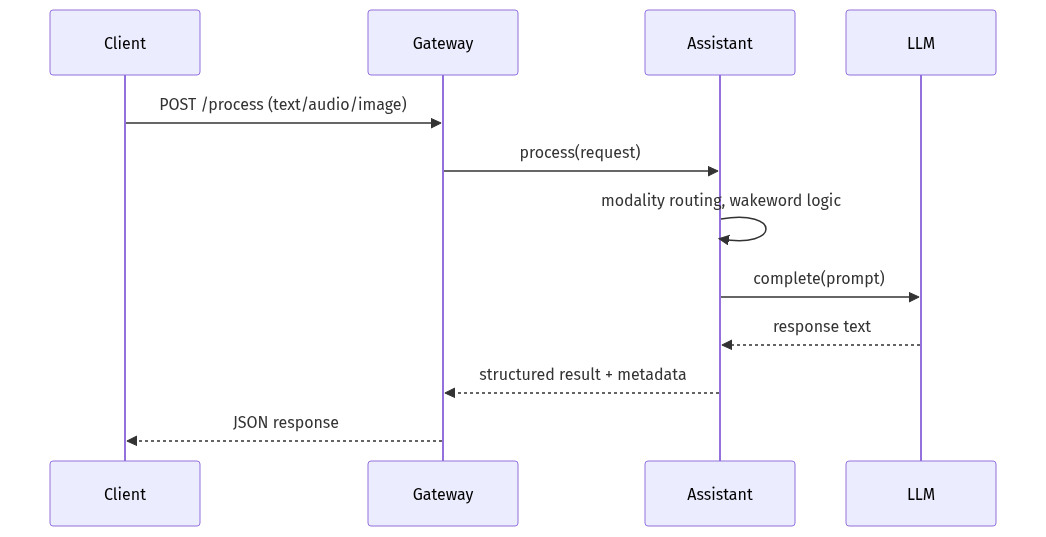 Client
Gateway
Assistant
LLM
POST /process (text/audio/image)
process(request)
modality routing, wakeword logic
complete(prompt)
response text
structured result + metadata
JSON response
Client
Gateway
Assistant
LLM